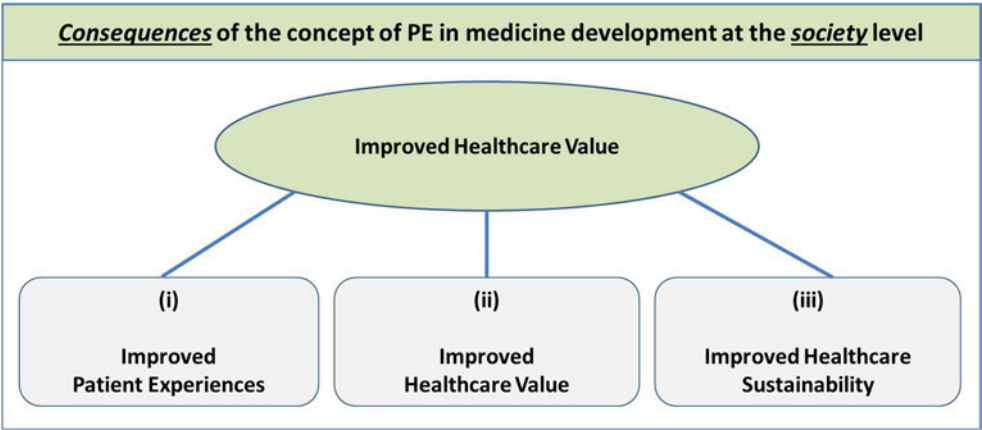 Consequences of the concept of PE in medicine development at the society level
Improved Healthcare Value
(i)
Improved
Patient Experiences
(ii)
Improved
Healthcare Value
(iii)
Improved Healthcare
Sustainability